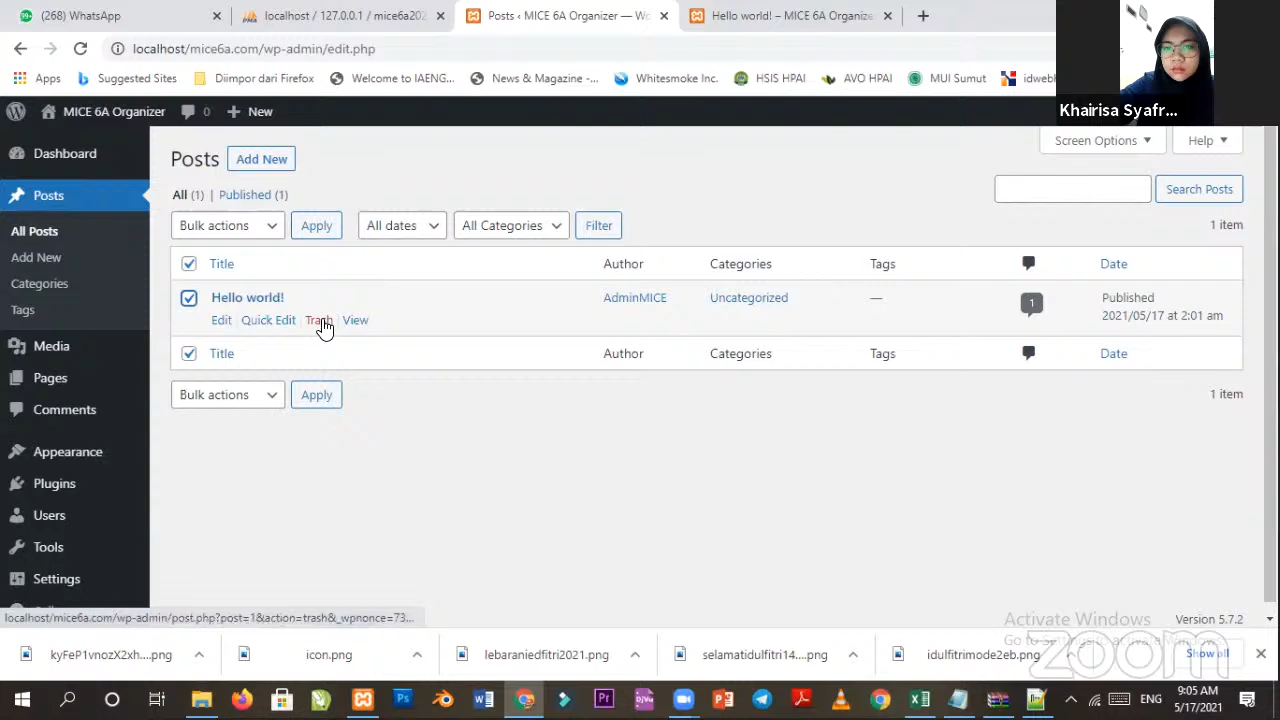 (268) WhatsApp
localhost / 127.0.0.1 / mice6a202
Posts ‹ MICE 6A Organizer — Wo
Hello world! – MICE 6A Organize
localhost/mice6a.com/wp-admin/edit.php
Apps
Suggested Sites
Diimpor dari Firefox
Welcome to IAENG...
News & Magazine -...
Whitesmoke Inc.
HSIS HPAI
AVO HPAI
MUI Sumut
idwebh
Khairisa Syafr...
MICE 6A Organizer
0
New
Screen Options
Help
Dashboard
Posts
All Posts
Add New
Categories
Tags
Media
Pages
Comments
Appearance
Plugins
Users
Tools
Settings
Posts
Add New
All (1) | Published (1)
Search Posts
Bulk actions
Apply
All dates
All Categories
Filter
1 item
Title
Author
Categories
Tags
Date
Hello world!
AdminMICE
Uncategorized
—
1
Published
2021/05/17 at 2:01 am
Edit | Quick Edit | Trash | View
Title
Author
Categories
Tags
Date
Bulk actions
Apply
1 item
localhost/mice6a.com/wp-admin/post.php?post=1&action=trash&_wpnonce=73...
Activate Windows
Version 5.7.2
zoom
kyFeP1vnozX2xh....png
icon.png
lebaraniedfitri2021.png
selamatidulfitri14....png
idulfitrimode2eb.png
Show all
ENG
9:05 AM
5/17/2021